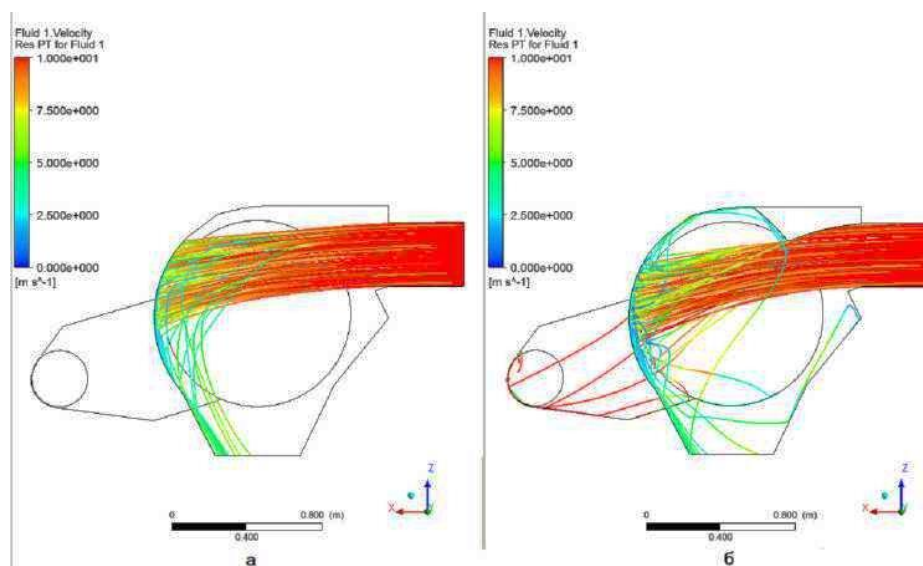 Fluid 1.Velocity
Res PT for Fluid 1
1.000e+001
7.500e+000
5.000e+000
2.500e+000
0.000e+000
[m s^-1]
Z
X
Y
0
0.800 (m)
0.400
а
Fluid 1.Velocity
Res PT for Fluid 1
1.000e+001
7.500e+000
5.000e+000
2.500e+000
0.000e+000
[m s^-1]
Z
X
Y
0
0.800 (m)
0.400
б